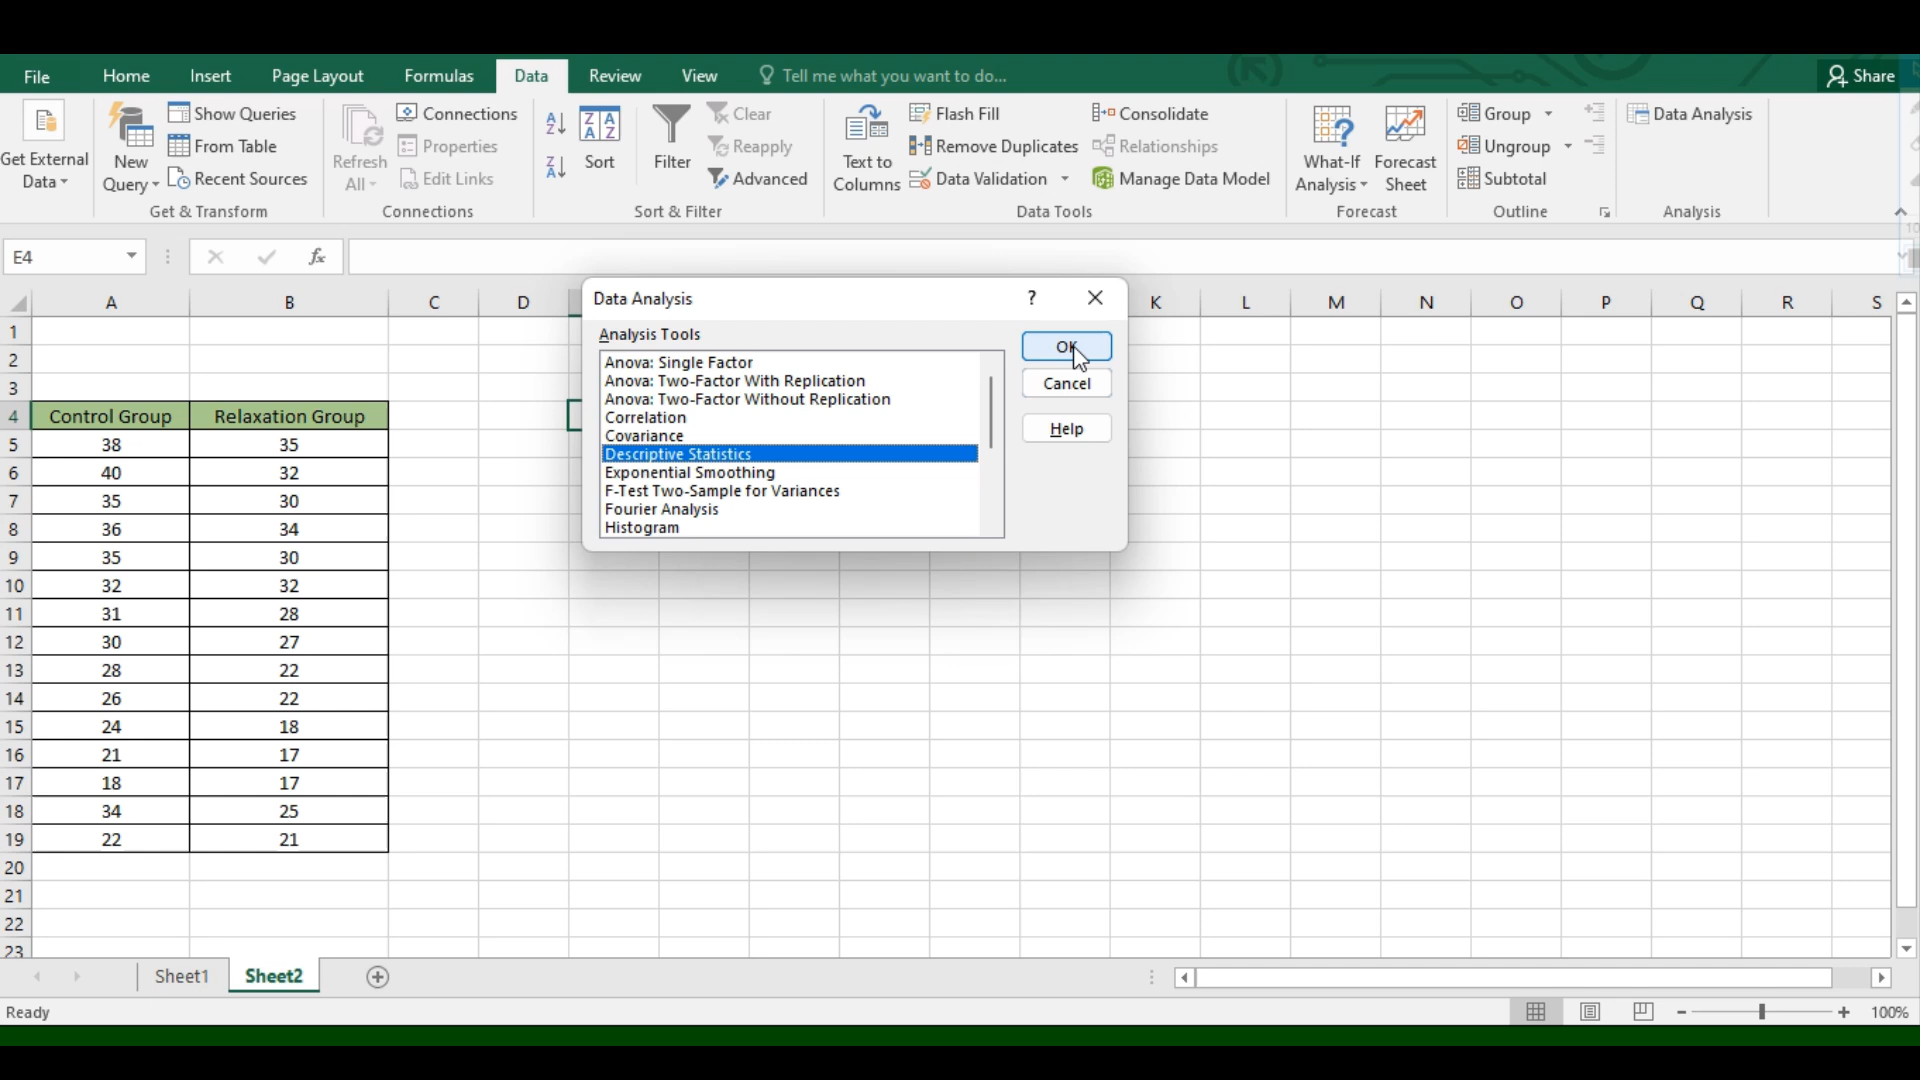 File Home Insert Page Layout Formulas Data Review View Tell me what you want to do... Share
Get External Data
New Query
Show Queries
From Table
Recent Sources
Get & Transform
Refresh All
Connections
Properties
Edit Links
Connections
A Z
Z A
Z A A Z
Sort
Filter
Clear
Reapply
Advanced
Sort & Filter
Text to Columns
Flash Fill
Remove Duplicates
Data Validation
Consolidate
Relationships
Manage Data Model
Data Tools
What-If Analysis
Forecast Sheet
Forecast
Group
Ungroup
Subtotal
Outline
Data Analysis
Analysis
E4 fx
A B C D K L M N O P Q R S
1
2
3
4 Control Group Relaxation Group
5 38 35
6 40 32
7 35 30
8 36 34
9 35 30
10 32 32
11 31 28
12 30 27
13 28 22
14 26 22
15 24 18
16 21 17
17 18 17
18 34 25
19 22 21
20
21
22
23
Data Analysis ?
Analysis Tools
Anova: Single Factor
Anova: Two-Factor With Replication
Anova: Two-Factor Without Replication
Correlation
Covariance
Descriptive Statistics
Exponential Smoothing
F-Test Two-Sample for Variances
Fourier Analysis
Histogram
OK
Cancel
Help
Sheet1 Sheet2
Ready 100%